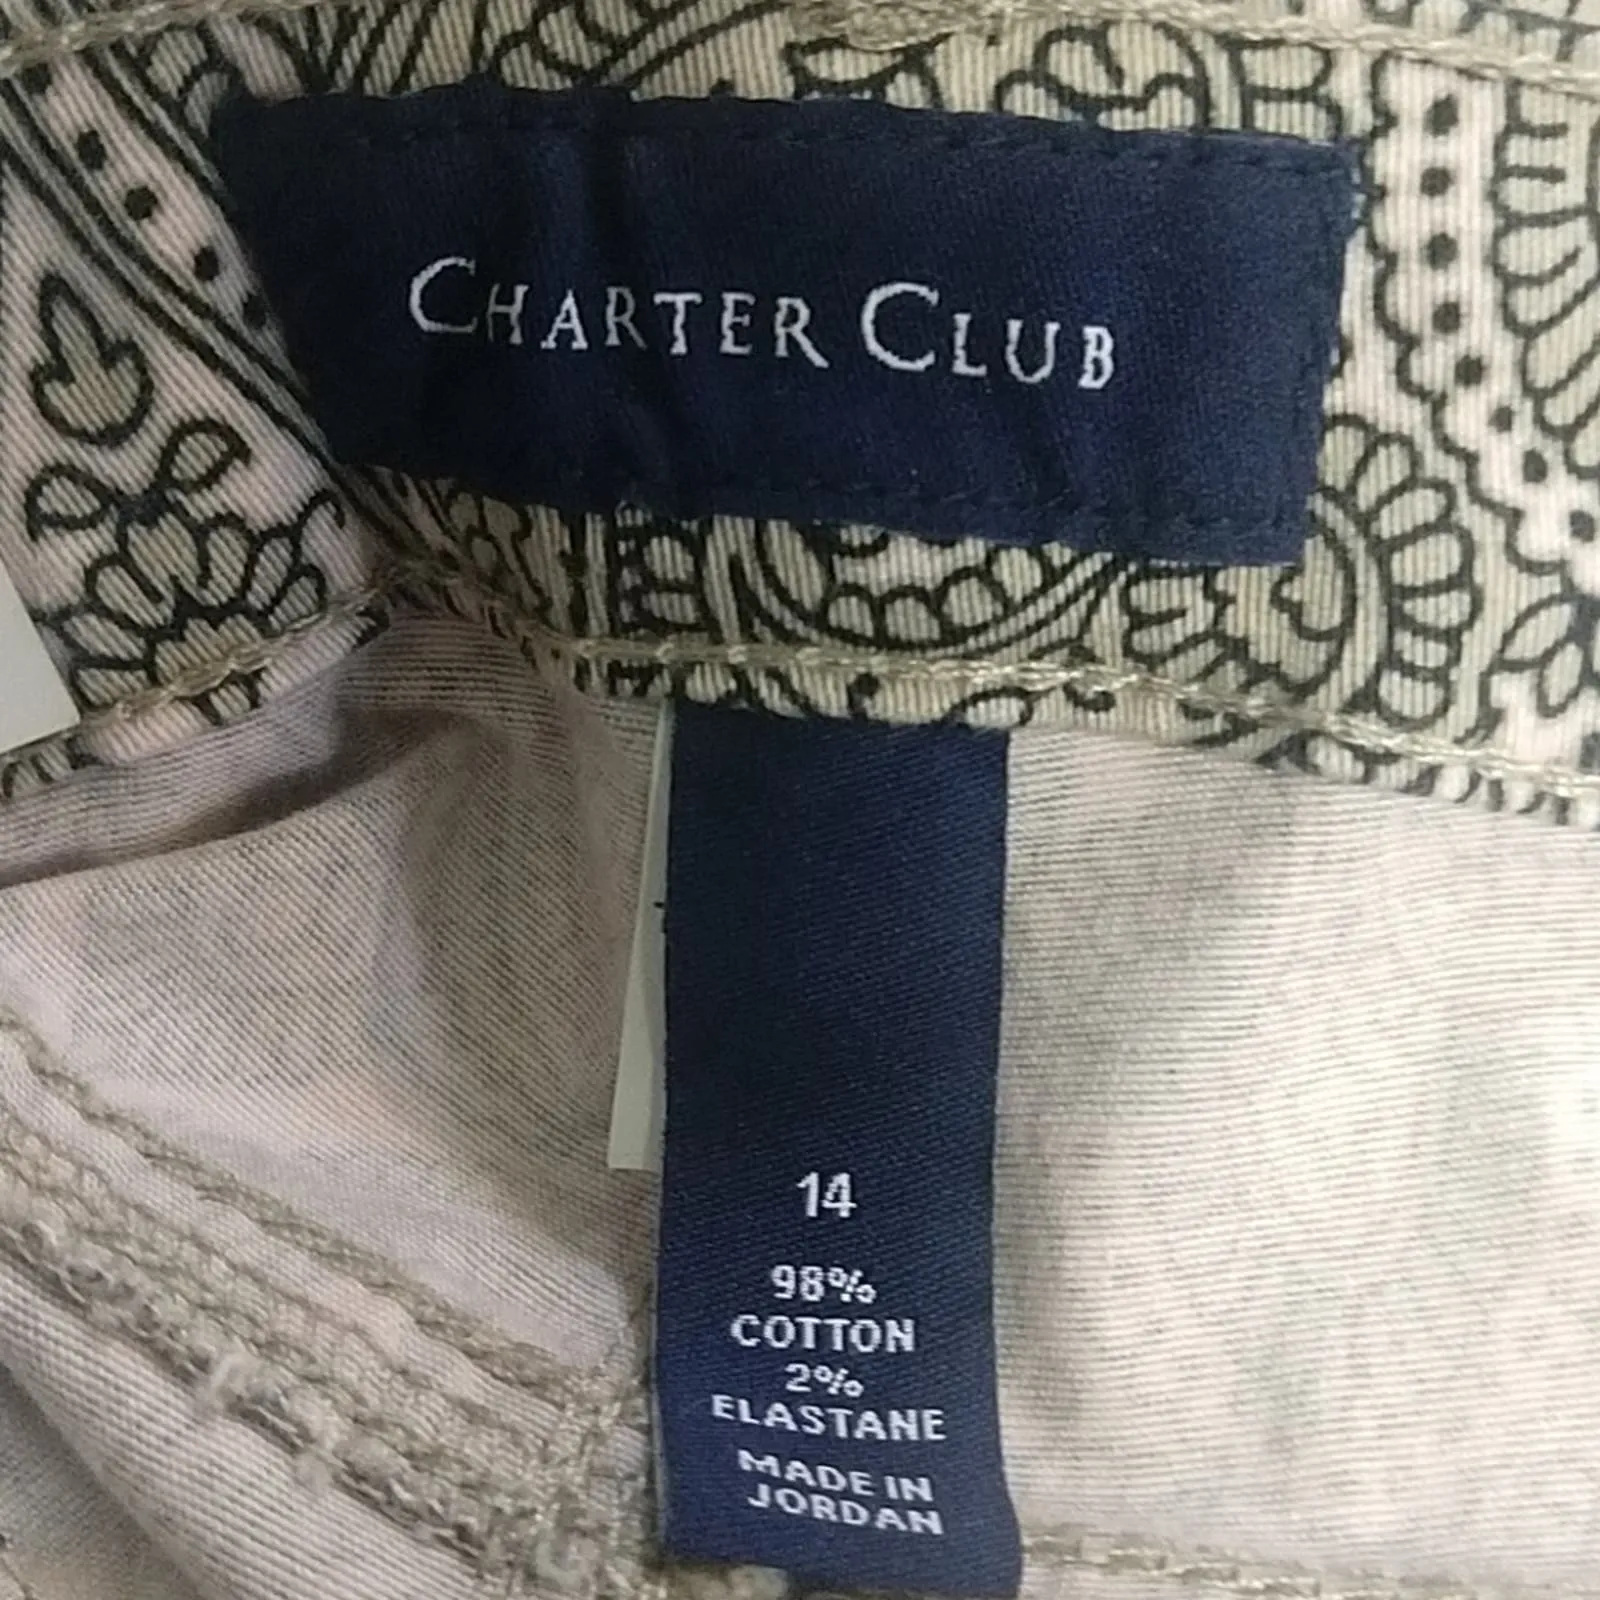 CHARTER CLUB
14
98%
COTTON
2%
ELASTANE
MADE IN
JORDAN